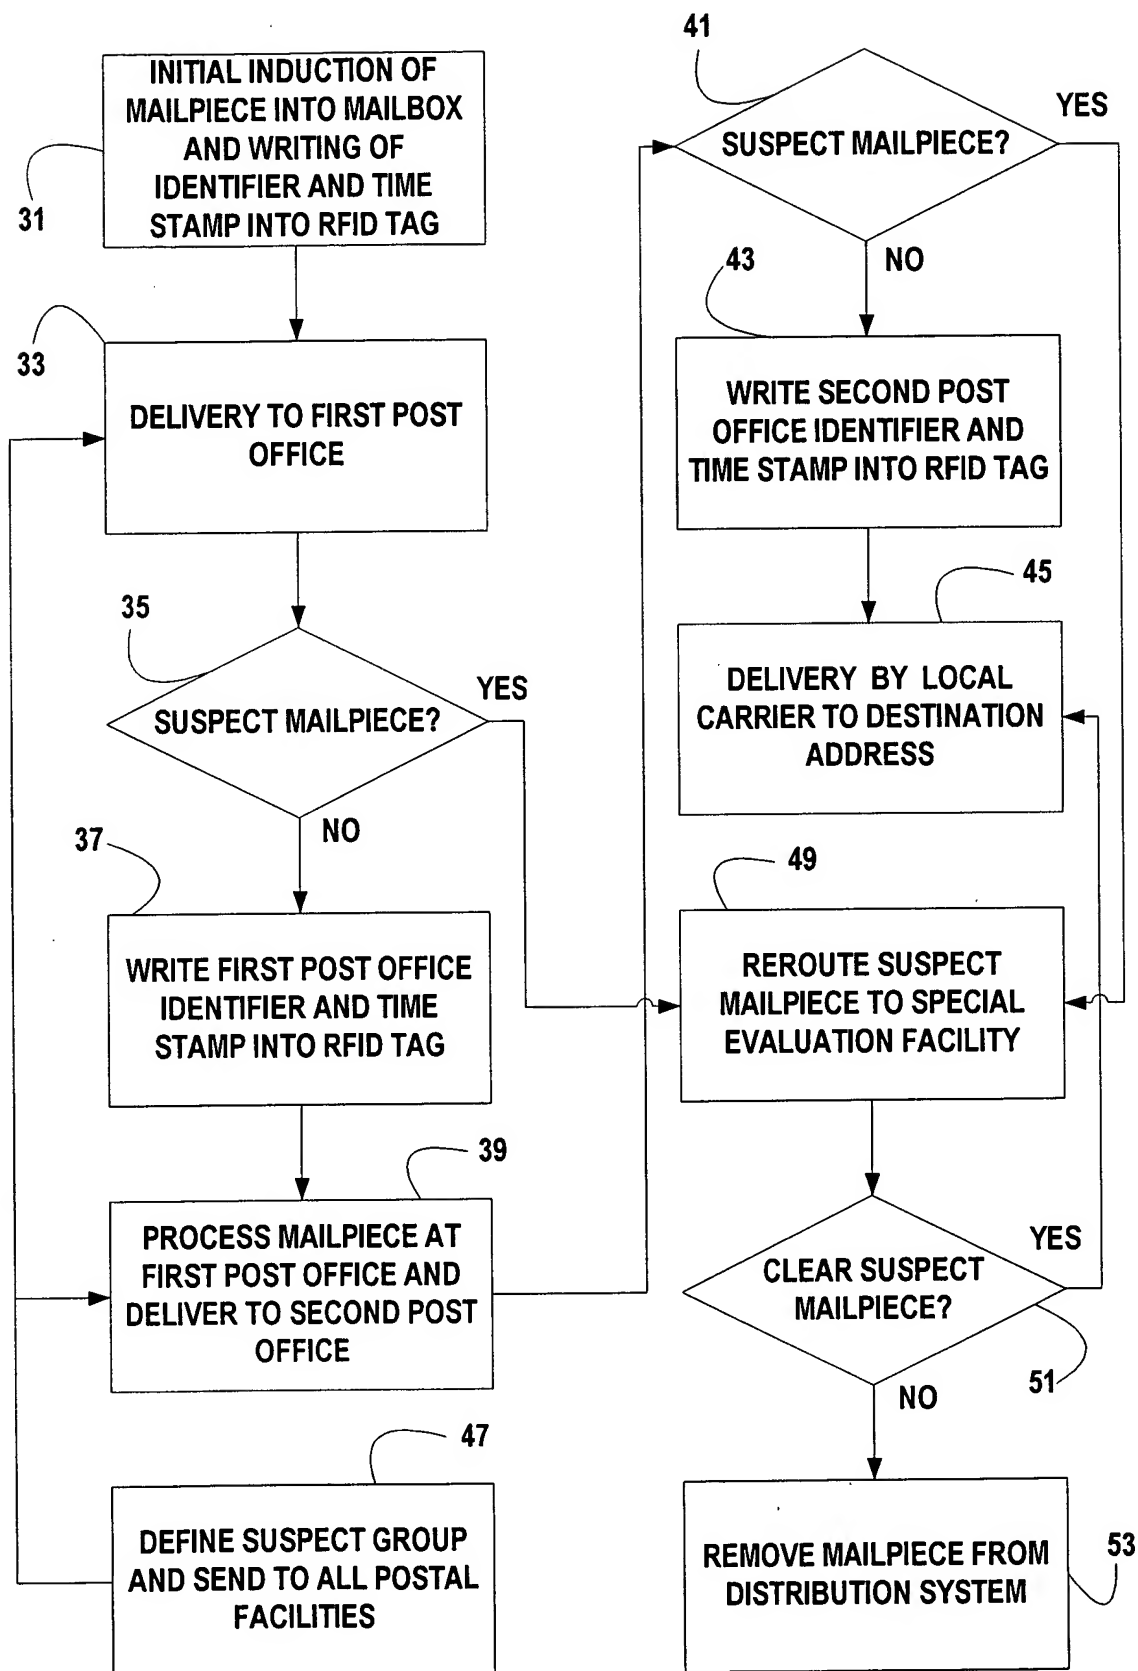 31
INITIAL INDUCTION OF
MAILPIECE INTO MAILBOX
AND WRITING OF
IDENTIFIER AND TIME
STAMP INTO RFID TAG
33
DELIVERY TO FIRST POST
OFFICE
35
SUSPECT MAILPIECE?
YES
NO
37
WRITE FIRST POST OFFICE
IDENTIFIER AND TIME
STAMP INTO RFID TAG
39
PROCESS MAILPIECE AT
FIRST POST OFFICE AND
DELIVER TO SECOND POST
OFFICE
47
DEFINE SUSPECT GROUP
AND SEND TO ALL POSTAL
FACILITIES
41
SUSPECT MAILPIECE?
YES
NO
43
WRITE SECOND POST
OFFICE IDENTIFIER AND
TIME STAMP INTO RFID TAG
45
DELIVERY BY LOCAL
CARRIER TO DESTINATION
ADDRESS
49
REROUTE SUSPECT
MAILPIECE TO SPECIAL
EVALUATION FACILITY
CLEAR SUSPECT
MAILPIECE?
YES
51
NO
REMOVE MAILPIECE FROM
DISTRIBUTION SYSTEM
53